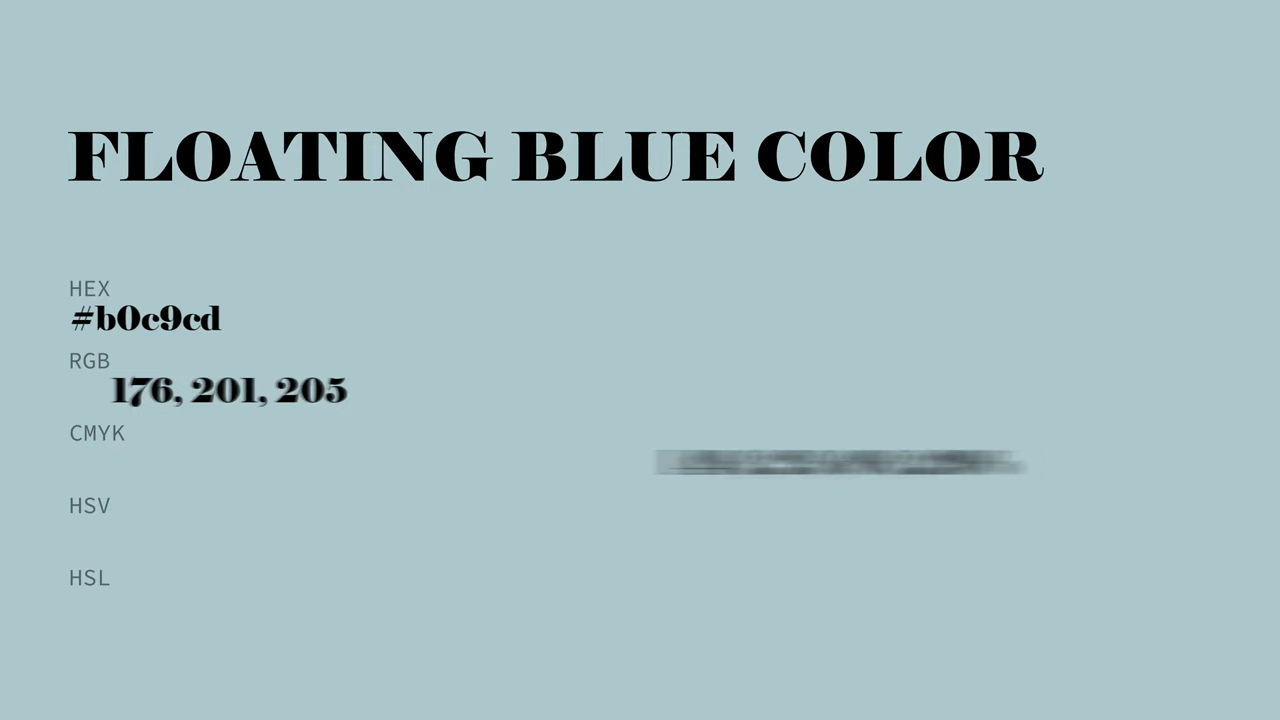 FLOATING BLUE COLOR
HEX
#b0c9cd
RGB
176, 201, 205
CMYK
HSV
HSL